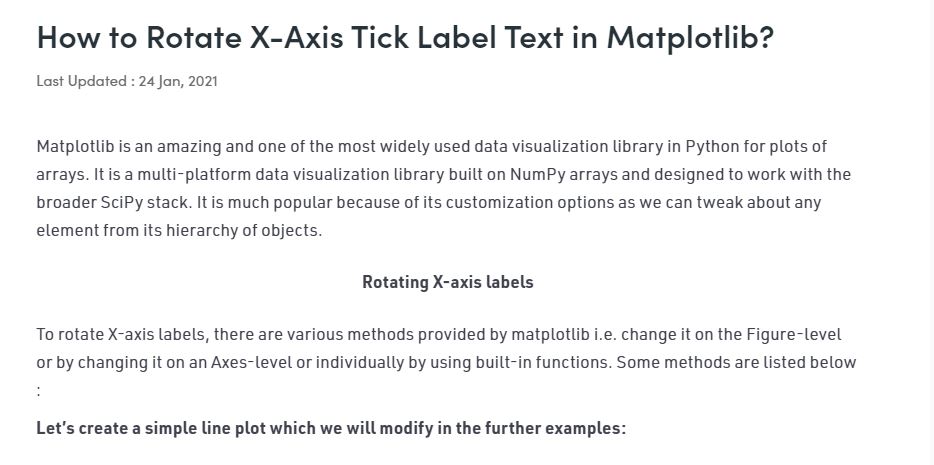 How to Rotate X-Axis Tick Label Text in Matplotlib?
Last Updated : 24 Jan, 2021
Matplotlib is an amazing and one of the most widely used data visualization library in Python for plots of
arrays. It is a multi-platform data visualization library built on NumPy arrays and designed to work with the
broader SciPy stack. It is much popular because of its customization options as we can tweak about any
element from its hierarchy of objects.
Rotating X-axis labels
To rotate X-axis labels, there are various methods provided by matplotlib i.e. change it on the Figure-level
or by changing it on an Axes-level or individually by using built-in functions. Some methods are listed below
:
Let’s create a simple line plot which we will modify in the further examples: